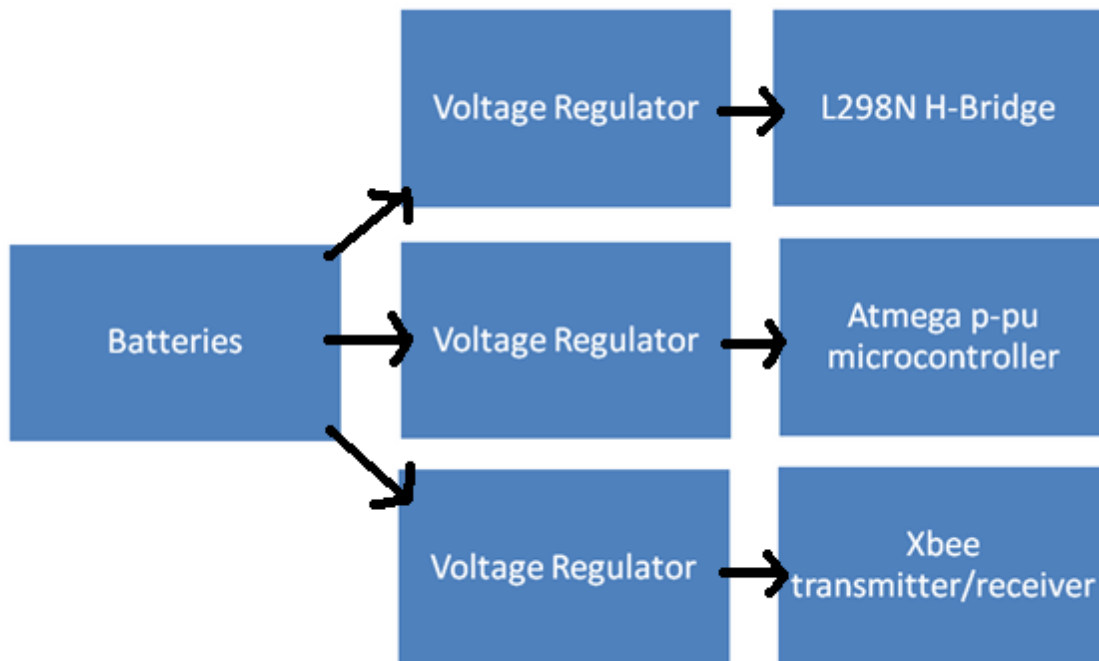 Voltage Regulator
L298N H-Bridge
Batteries
Voltage Regulator
Atmega p-pu
microcontroller
Voltage Regulator
Xbee
transmitter/receiver